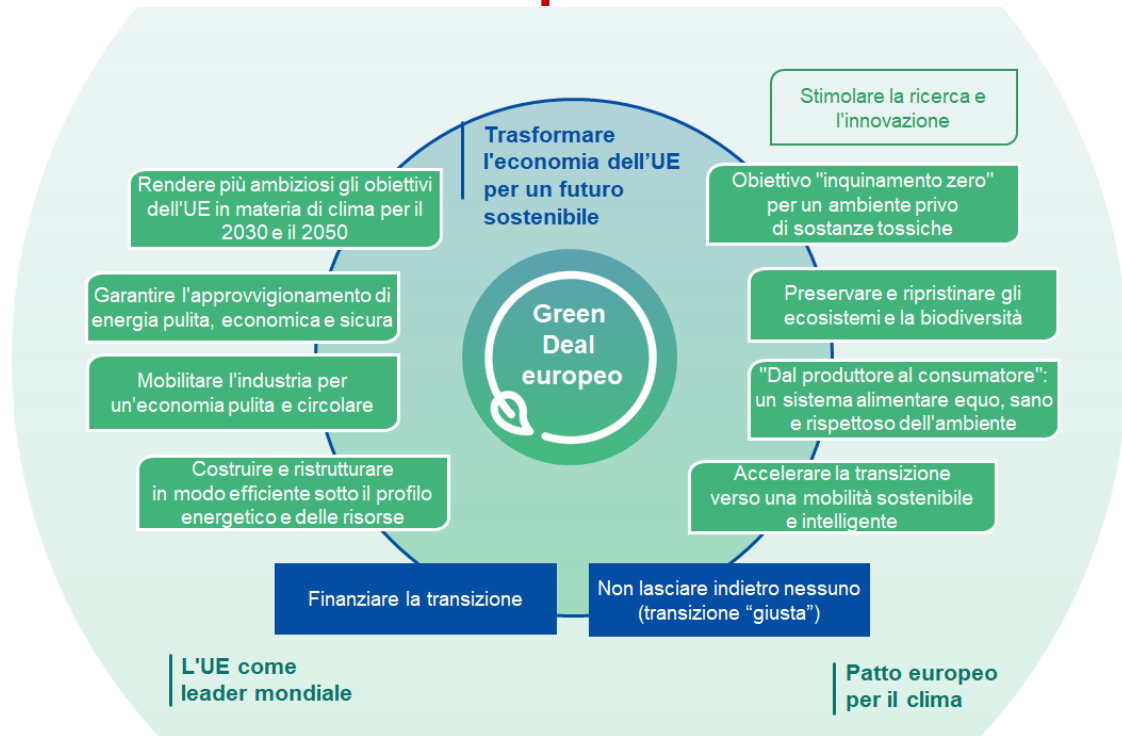 Trasformare
l'economia dell'UE
per un futuro
sostenibile
Stimolare la ricerca e
l'innovazione
Rendere più ambiziosi gli obiettivi
dell'UE in materia di clima per il
2030 e il 2050
Obiettivo "inquinamento zero"
per un ambiente privo
di sostanze tossiche
Garantire l'approvvigionamento di
energia pulita, economica e sicura
Preservare e ripristinare gli
ecosistemi e la biodiversità
Green
Deal
europeo
Mobilitare l'industria per
un'economia pulita e circolare
"Dal produttore al consumatore":
un sistema alimentare equo, sano
e rispettoso dell'ambiente
Costruire e ristrutturare
in modo efficiente sotto il profilo
energetico e delle risorse
Accelerare la transizione
verso una mobilità sostenibile
e intelligente
Finanziare la transizione
Non lasciare indietro nessuno
(transizione “giusta”)
L'UE come
leader mondiale
Patto europeo
per il clima